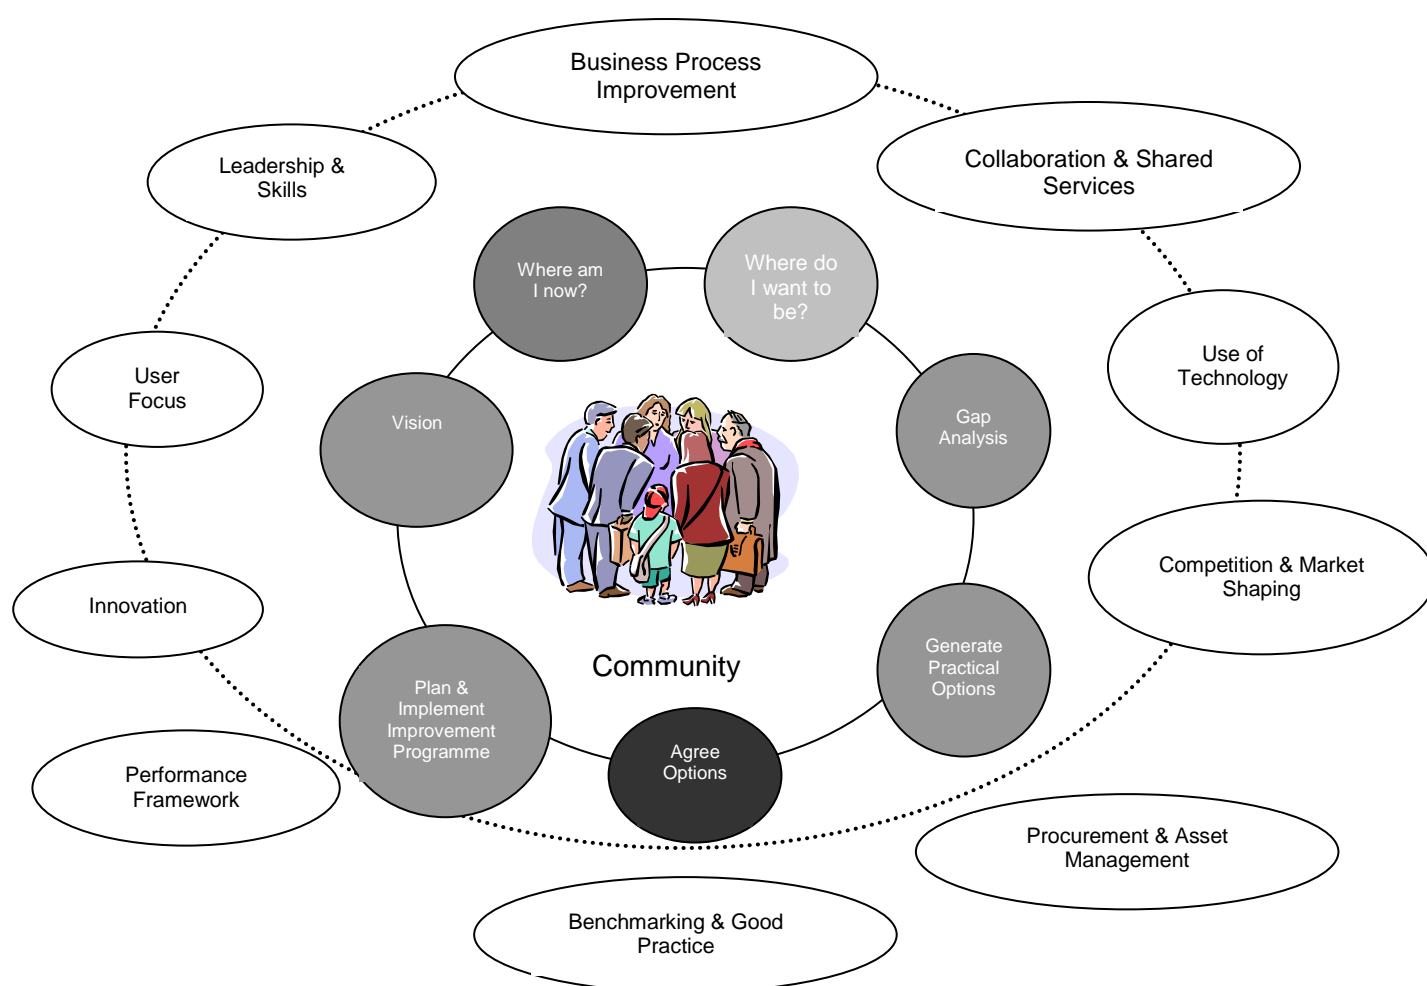 Business Process
Improvement
Leadership &
Skills
Collaboration & Shared
Services
Where am
I now?
Where do
I want to
be?
User
Focus
Use of
Technology
Vision
Gap
Analysis
Innovation
Competition & Market
Shaping
Community
Generate
Practical
Options
Plan &
Implement
Improvement
Programme
Agree
Options
Performance
Framework
Procurement & Asset
Management
Benchmarking & Good
Practice